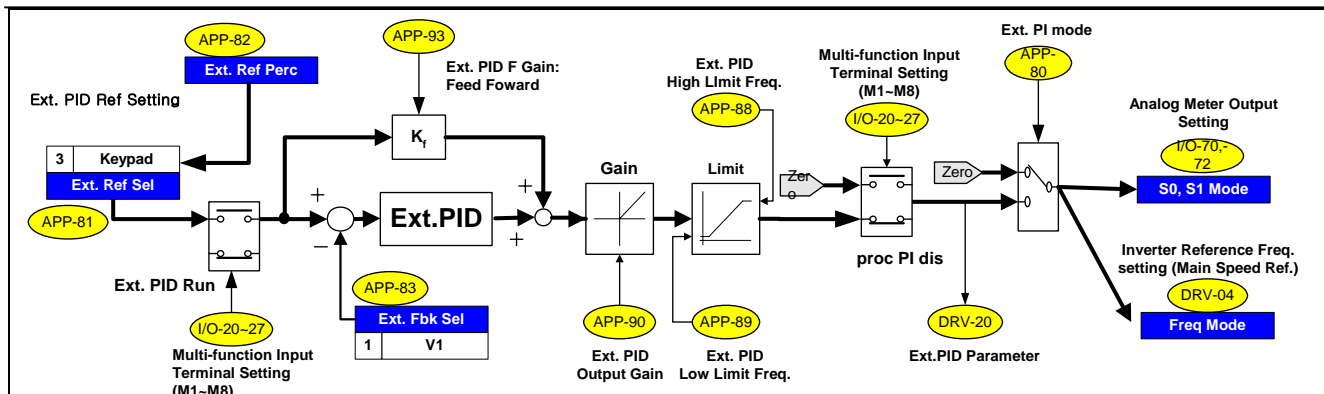 APP-82
Ext. Ref Perc
Ext. PID Ref Setting
3 Keypad
Ext. Ref Sel
APP-81
Ext. PID Run
I/O-20~27
Multi-function Input
Terminal Setting
(M1~M8)
APP-93
Ext. PID F Gain:
Feed Foward
Kf
+
−
Ext.PID
+
+
APP-83
Ext. Fbk Sel
1 V1
Gain
APP-90
Ext. PID
Output Gain
Ext. PID
High LImit Freq.
APP-88
Limit
APP-89
Ext. PID
Low Limit Freq.
Zer
o
Multi-function Input
Terminal Setting
(M1~M8)
I/O-20~27
proc PI dis
Zero
DRV-20
Ext.PID Parameter
Ext. PI mode
APP-
80
Analog Meter Output
Setting
I/O-70,-
72
S0, S1 Mode
Inverter Reference Freq.
setting (Main Speed Ref.)
DRV-04
Freq Mode